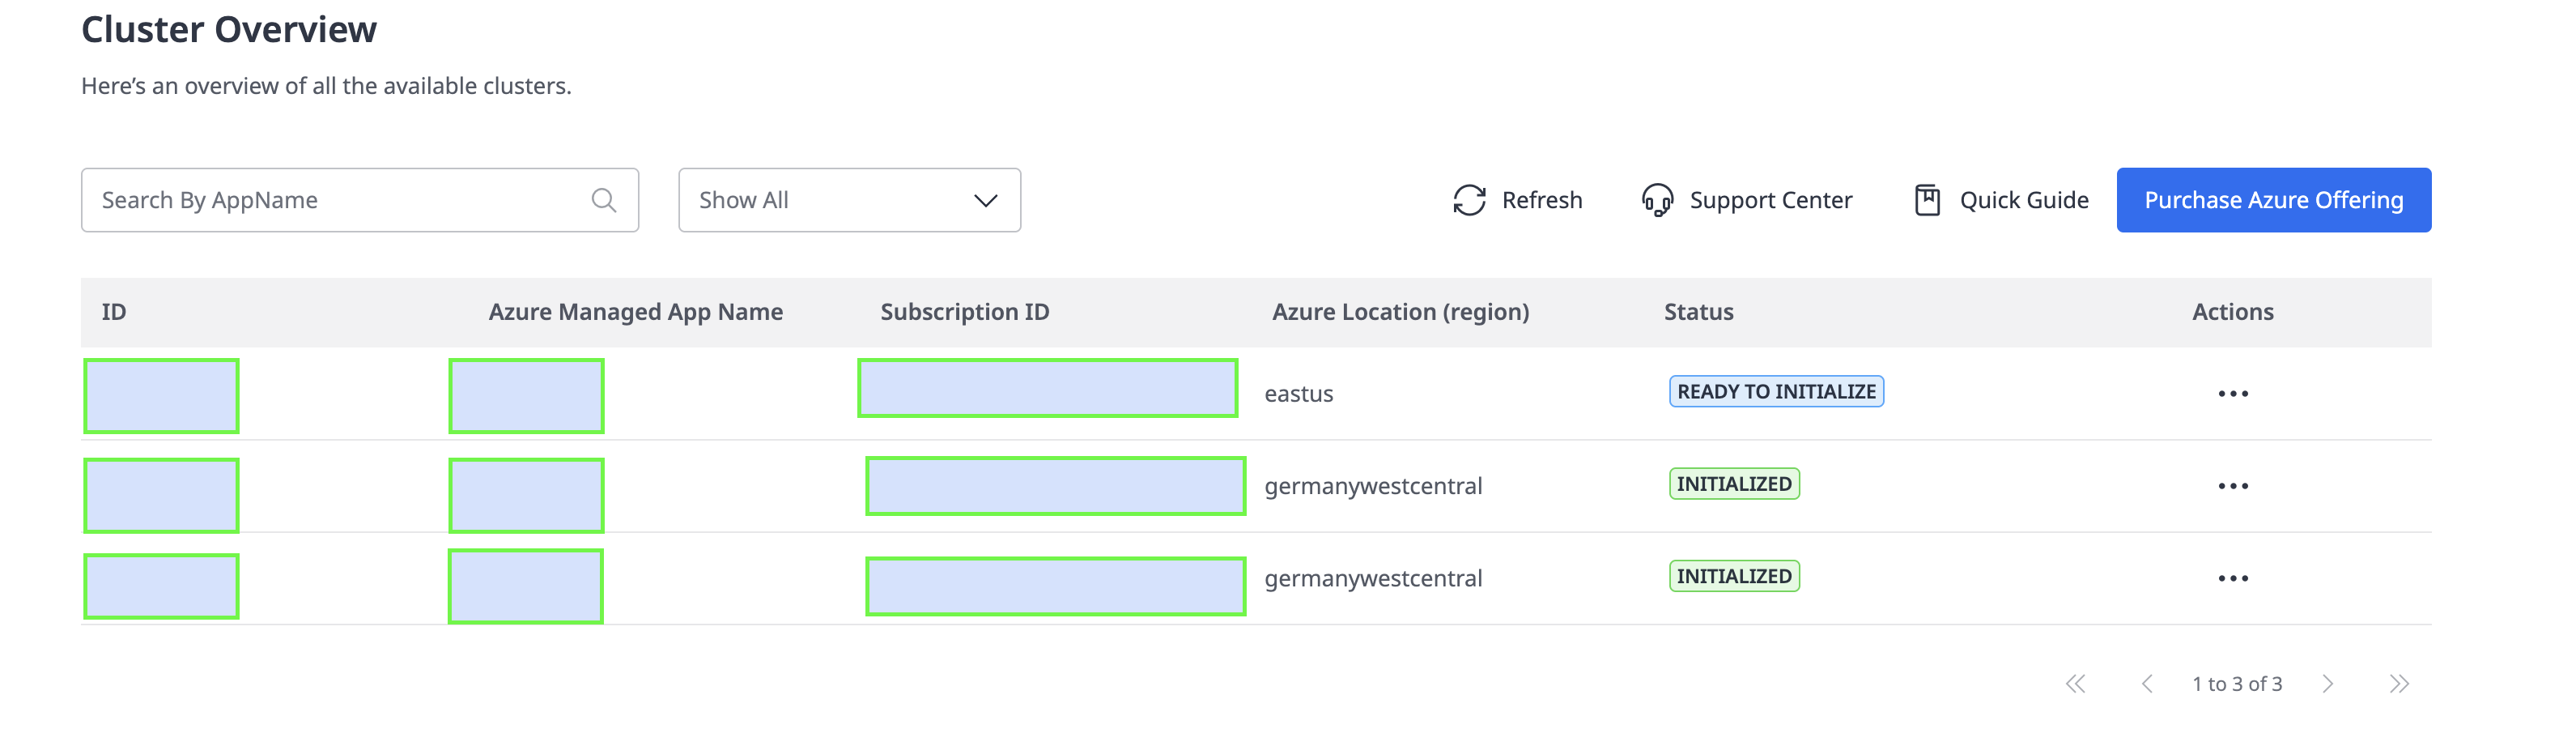 Cluster Overview
Here’s an overview of all the available clusters.
Search By AppName
Show All
Refresh
Support Center
Quick Guide
Purchase Azure Offering
ID Azure Managed App Name Subscription ID Azure Location (region) Status Actions
eastus READY TO INITIALIZE
germanywestcentral INITIALIZED
germanywestcentral INITIALIZED
1 to 3 of 3